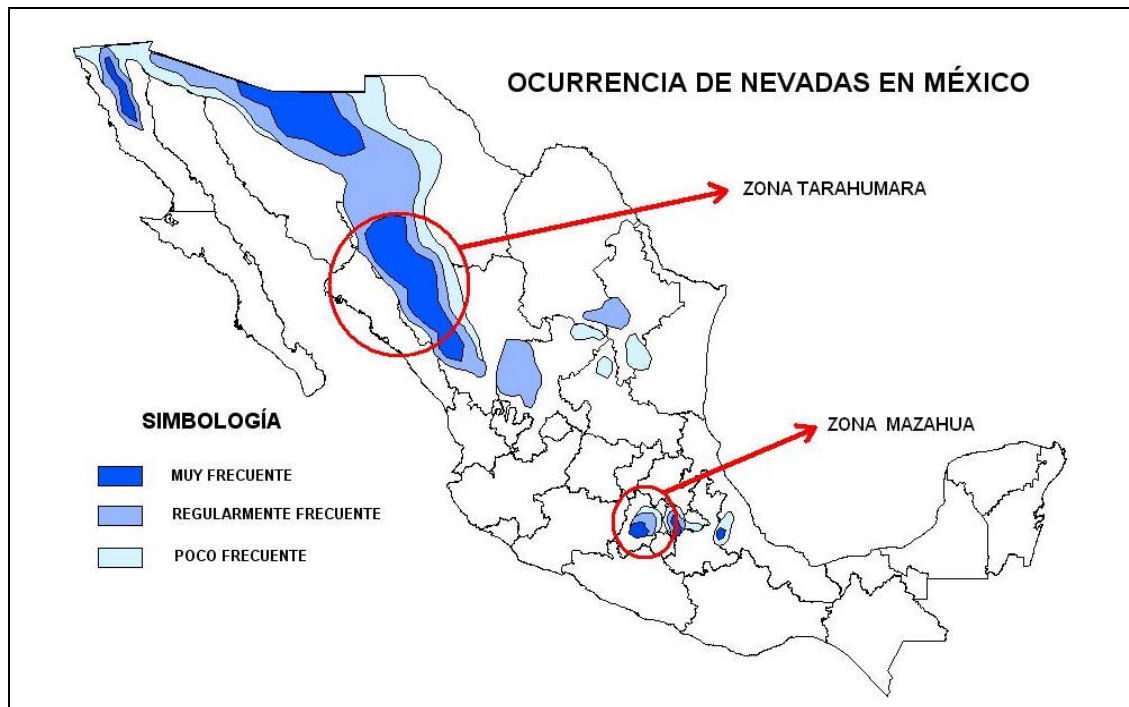 OCURRENCIA DE NEVADAS EN MÉXICO
ZONA TARAHUMARA
ZONA MAZAHUA
SIMBOLOGÍA
MUY FRECUENTE
REGULARMENTE FRECUENTE
POCO FRECUENTE